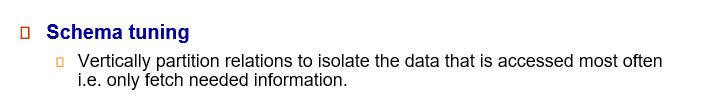 Schema tuning
Vertically partition relations to isolate the data that is accessed most often
i.e. only fetch needed information.